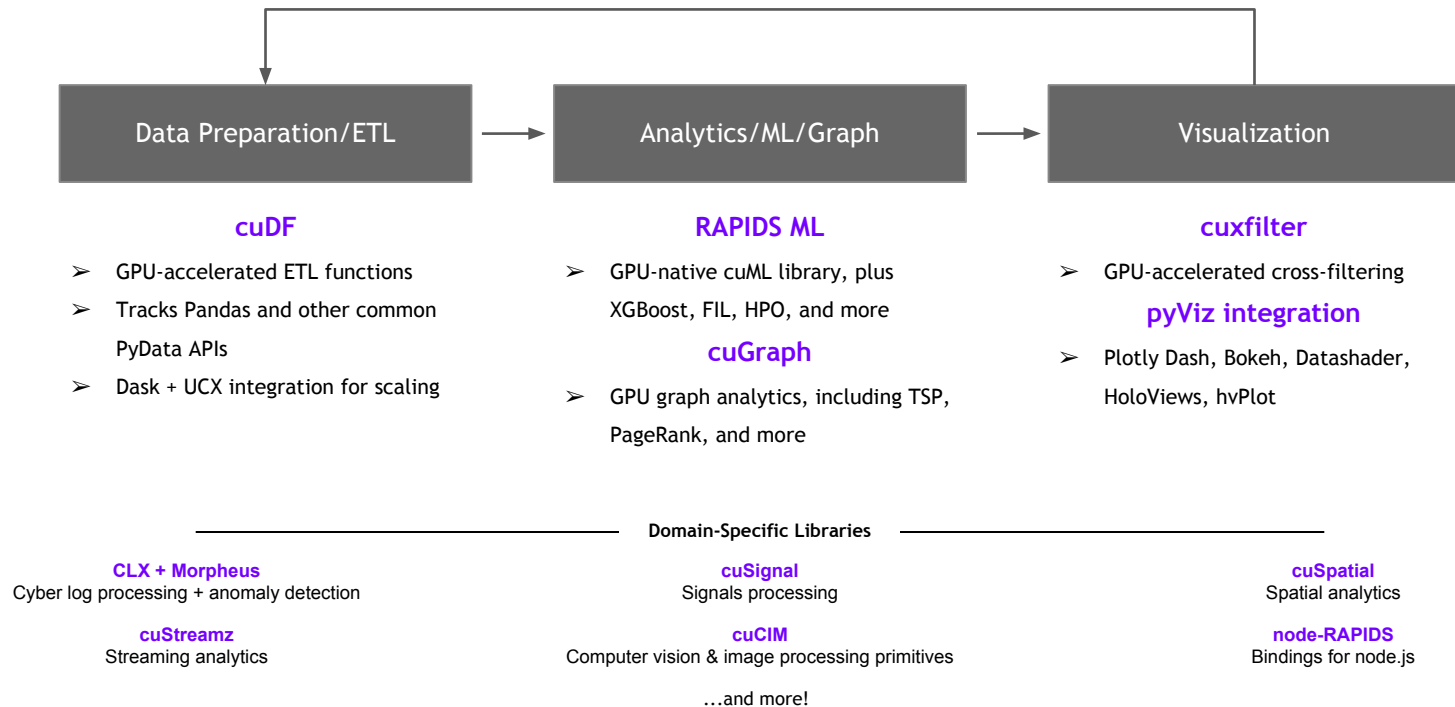 Data Preparation/ETL
Analytics/ML/Graph
Visualization
cuDF
➢ GPU-accelerated ETL functions
➢ Tracks Pandas and other common
PyData APIs
➢ Dask + UCX integration for scaling
RAPIDS ML
➢ GPU-native cuML library, plus
XGBoost, FIL, HPO, and more
cuGraph
➢ GPU graph analytics, including TSP,
PageRank, and more
cuxfilter
➢ GPU-accelerated cross-filtering
pyViz integration
➢ Plotly Dash, Bokeh, Datashader,
HoloViews, hvPlot
Domain-Specific Libraries
CLX + Morpheus
Cyber log processing + anomaly detection
cuSignal
Signals processing
cuSpatial
Spatial analytics
cuStreamz
Streaming analytics
cuCIM
Computer vision & image processing primitives
node-RAPIDS
Bindings for node.js
...and more!